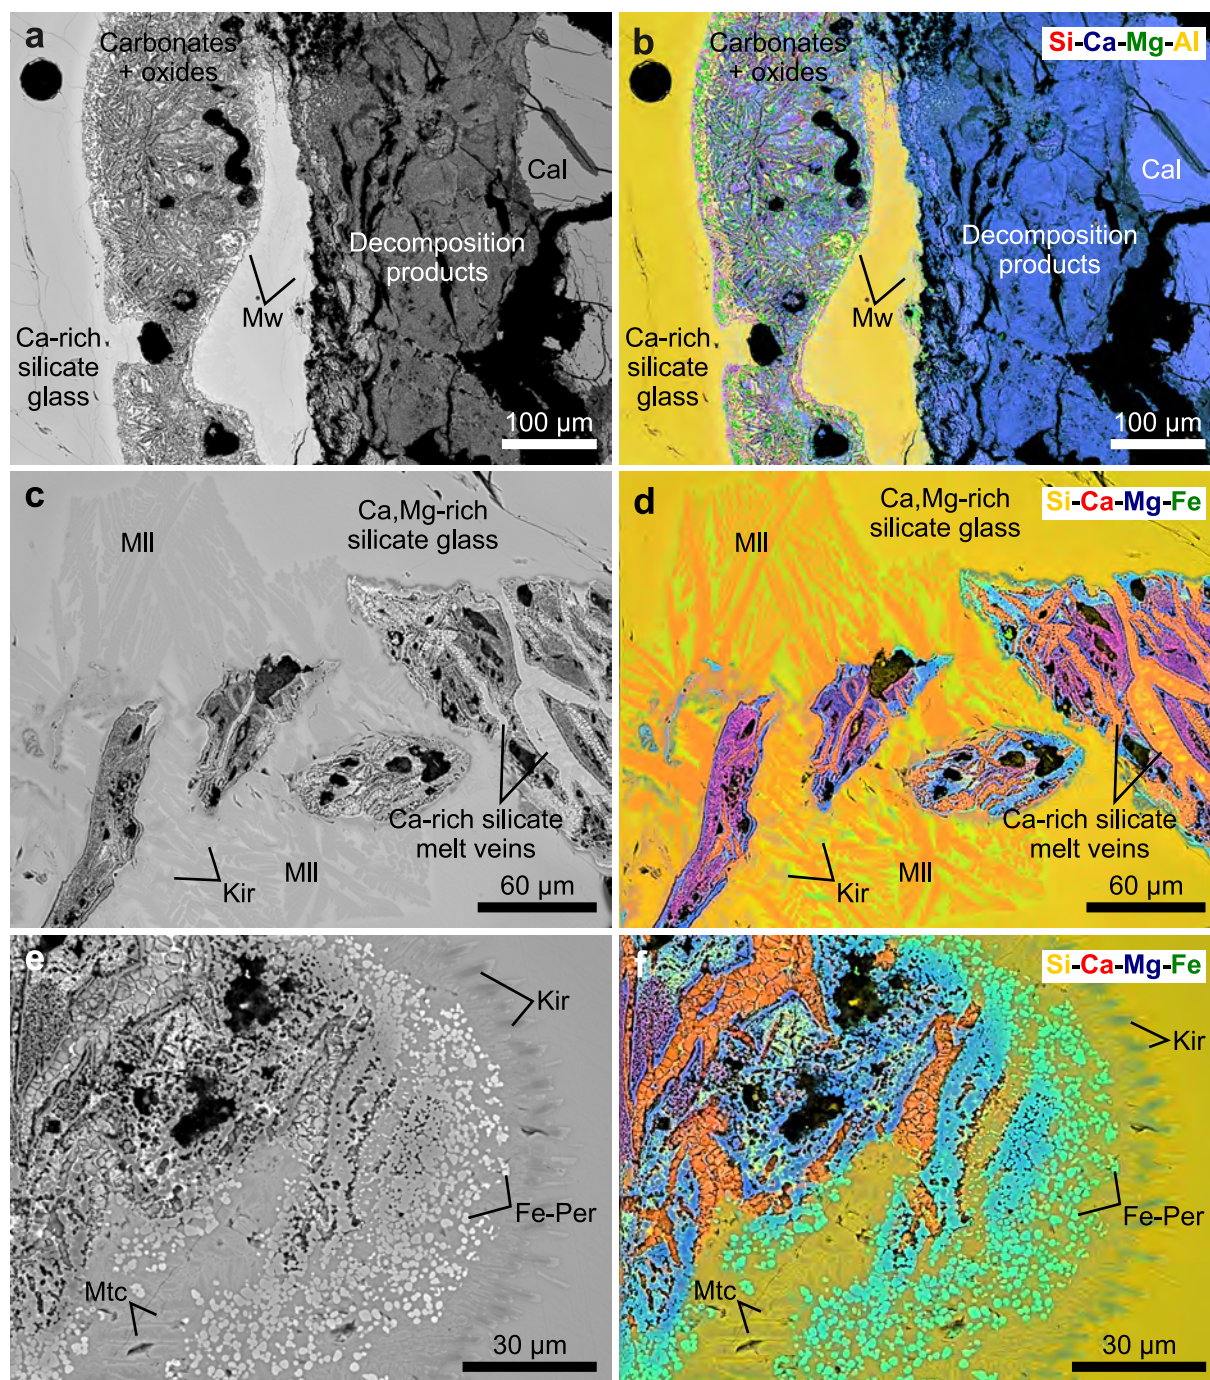 a
Carbonates
+ oxides
Cal
Decomposition
products
Mw
Ca-rich
silicate
glass
100 µm
b
Si-Ca-Mg-Al
Carbonates
+ oxides
Cal
Decomposition
products
Mw
Ca-rich
silicate
glass
100 µm
c
Ca,Mg-rich
silicate glass
Mll
Ca-rich silicate
melt veins
Mll
Kir
60 µm
d
Si-Ca-Mg-Fe
Ca,Mg-rich
silicate glass
Mll
Ca-rich silicate
melt veins
Mll
Kir
60 µm
e
Kir
Fe-Per
Mtc
30 µm
f
Si-Ca-Mg-Fe
Kir
Fe-Per
Mtc
30 µm